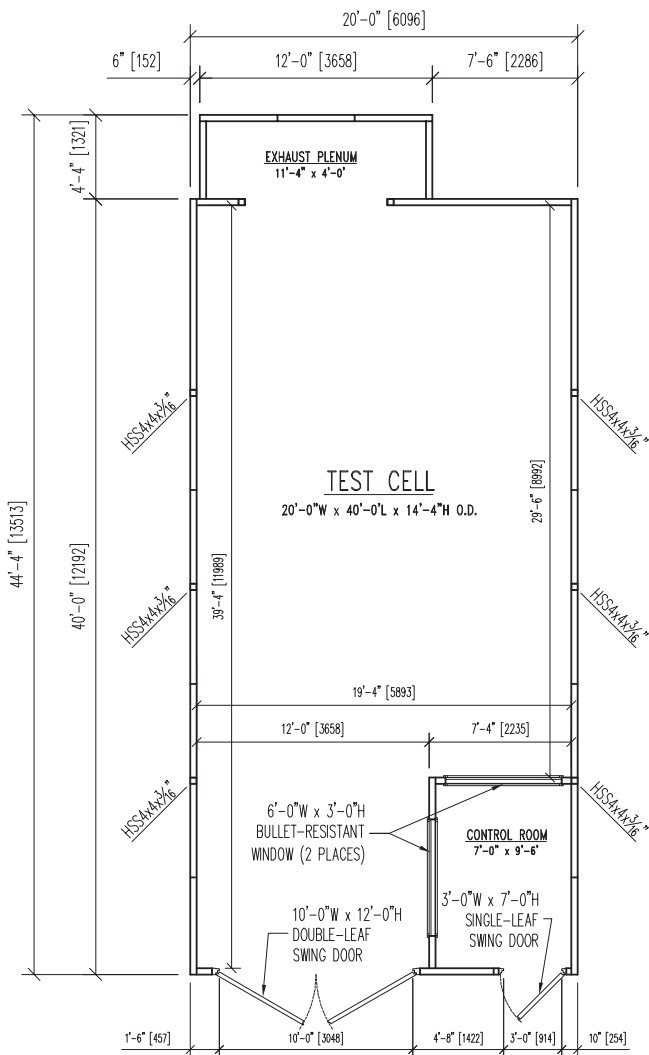 20'-0" [6096]
6" [152]
12'-0" [3658]
7'-6" [2286]
4'-4" [1321]
EXHAUST PLENUM
11'-4" x 4'-0"
HSS4x4x3/16"
HSS4x4x3/16"
TEST CELL
20'-0"W x 40'-0"L x 14'-4"H O.D.
29'-6" [8992]
44'-4" [13513]
40'-0" [12192]
39'-4" [11989]
HSS4x4x3/16"
HSS4x4x3/16"
19'-4" [5893]
12'-0" [3658]
7'-4" [2235]
HSS4x4x3/16"
HSS4x4x3/16"
6'-0"W x 3'-0"H
BULLET-RESISTANT
WINDOW (2 PLACES)
CONTROL ROOM
7'-0" x 9'-6'
10'-0"W x 12'-0"H
DOUBLE-LEAF
SWING DOOR
3'-0"W x 7'-0"H
SINGLE-LEAF
SWING DOOR
1'-6" [457]
10'-0" [3048]
4'-8" [1422]
3'-0" [914]
10" [254]